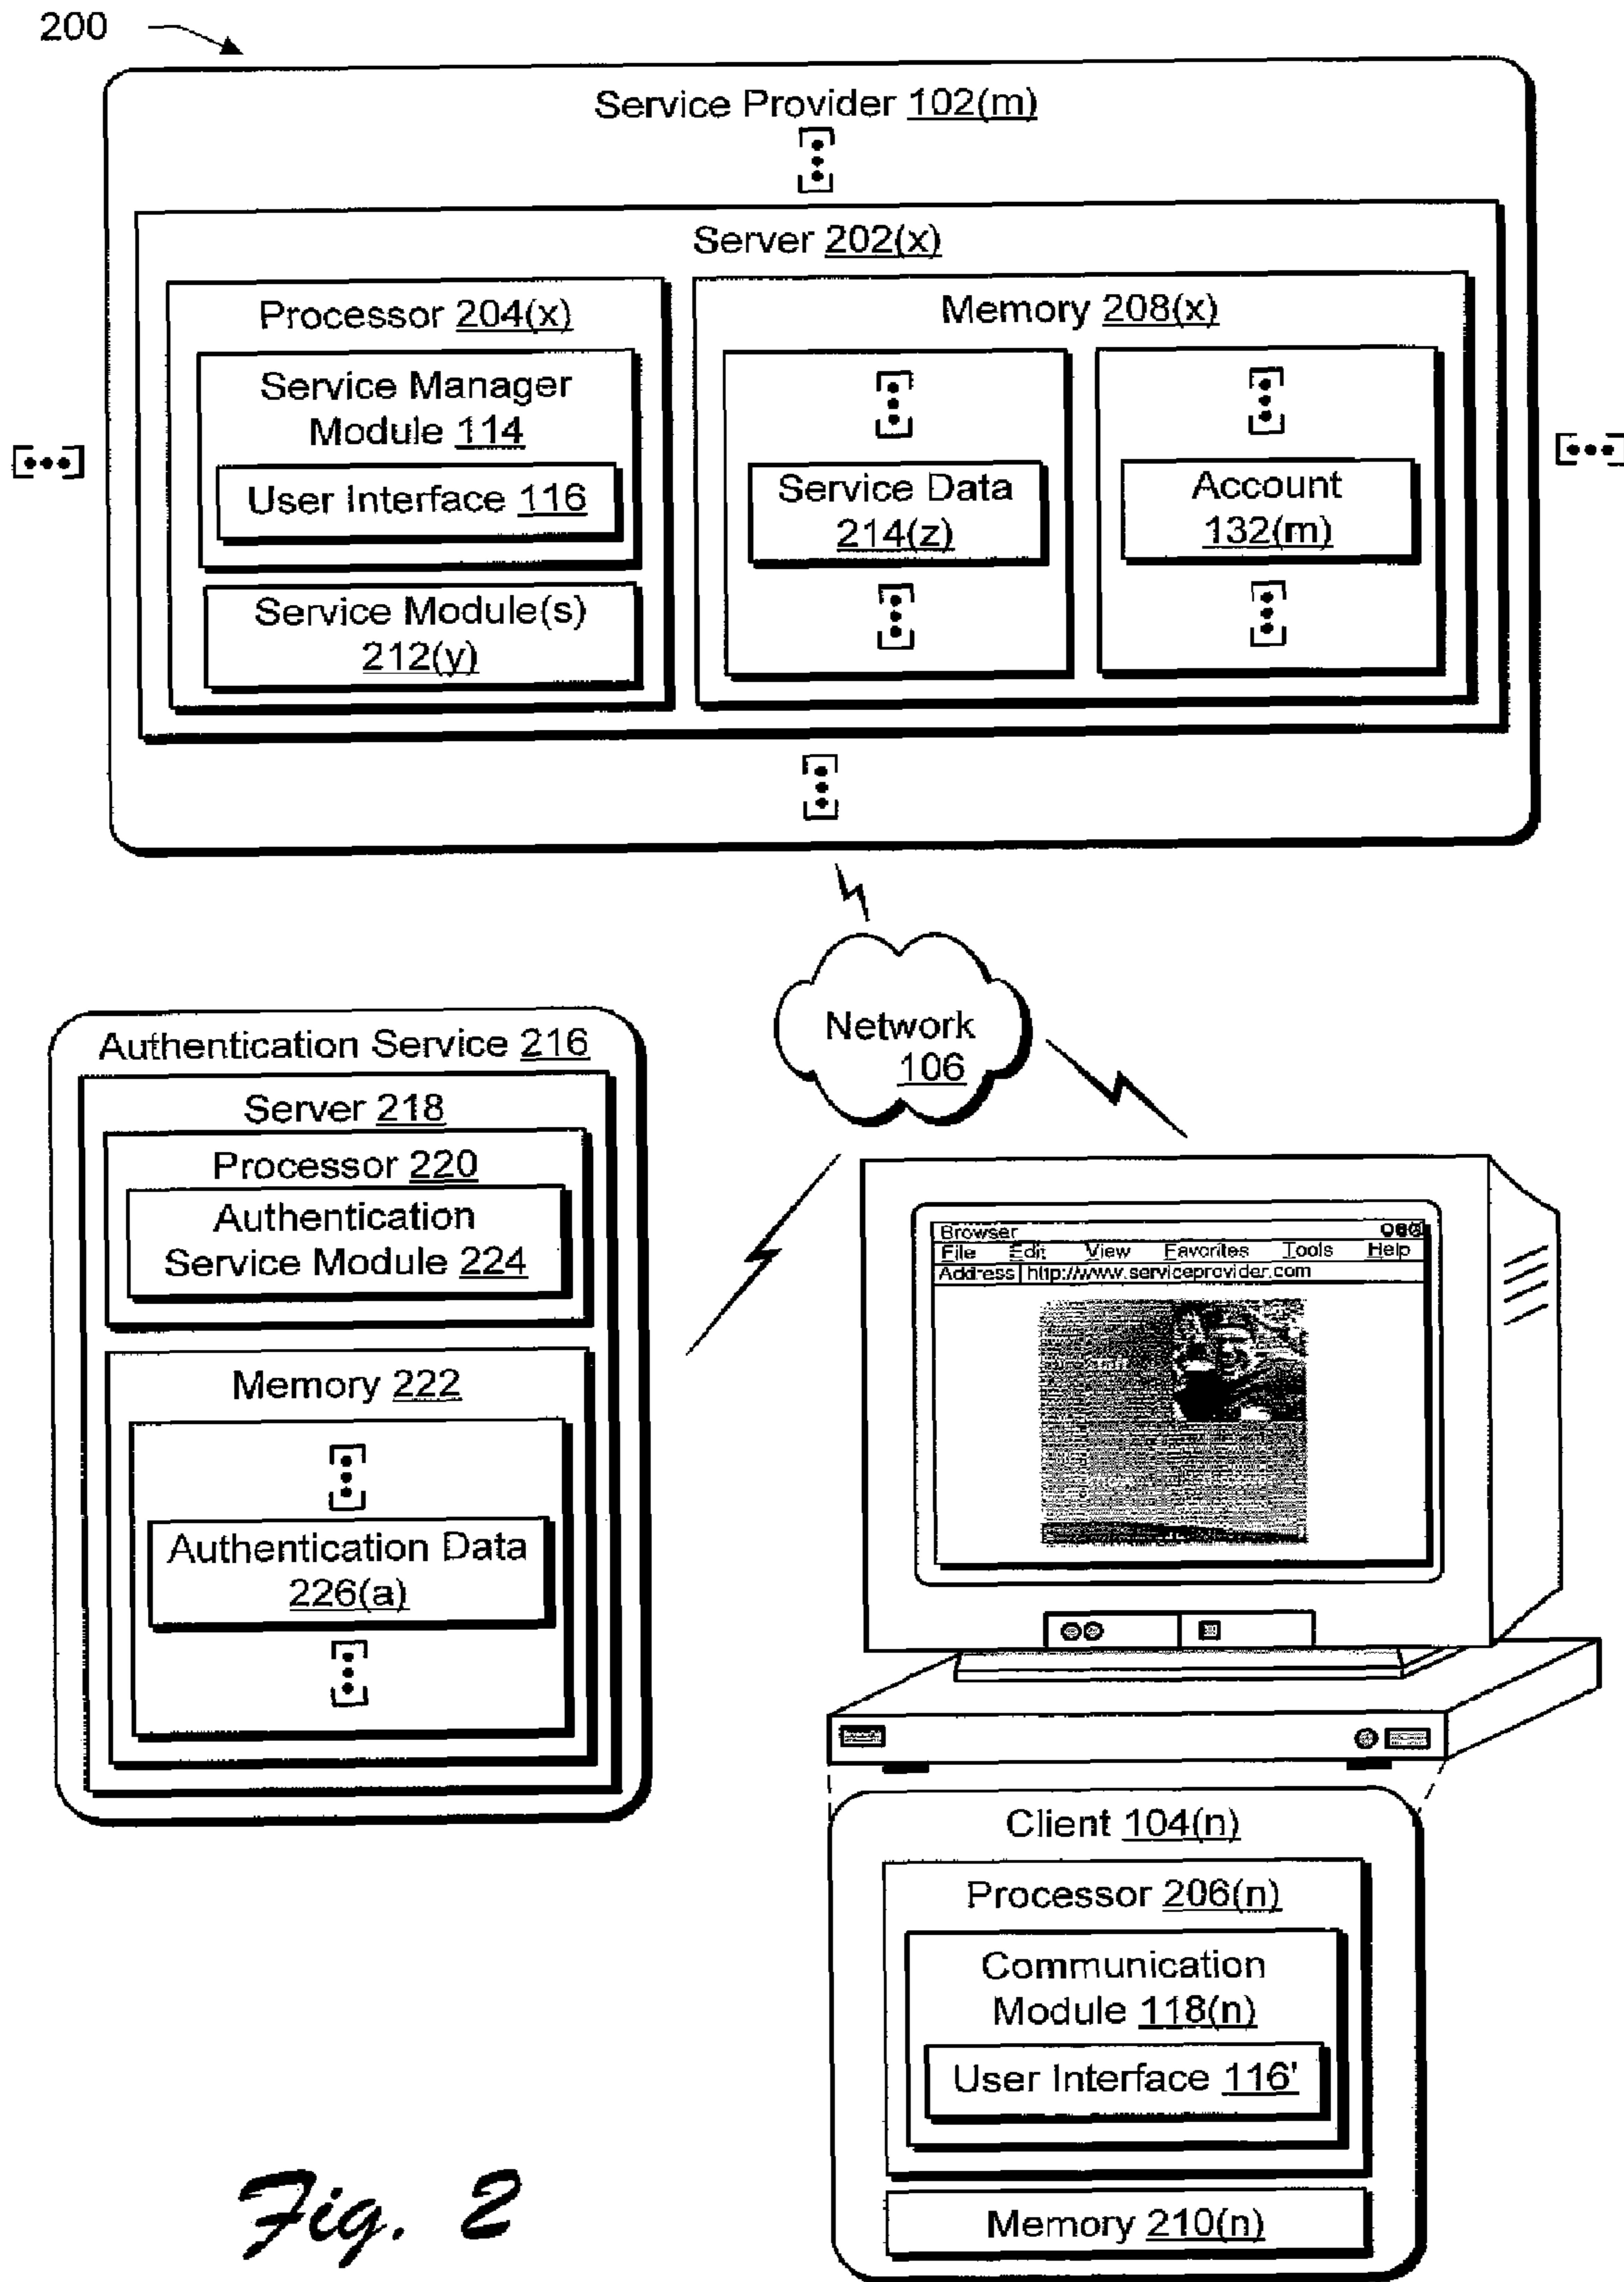 200
Service Provider 102(m)
Server 202(x)
Processor 204(x)
Service Manager
Module 114
User Interface 116
Service Module(s)
212(y)
Memory 208(x)
Service Data
214(z)
Account
132(m)
Network
106
Authentication Service 216
Server 218
Processor 220
Authentication
Service Module 224
Memory 222
Authentication Data
226(a)
Browser
File Edit View Favorites Tools Help
Address http://www.serviceprovider.com
Client 104(n)
Processor 206(n)
Communication
Module 118(n)
User Interface 116'
Memory 210(n)
Fig. 2